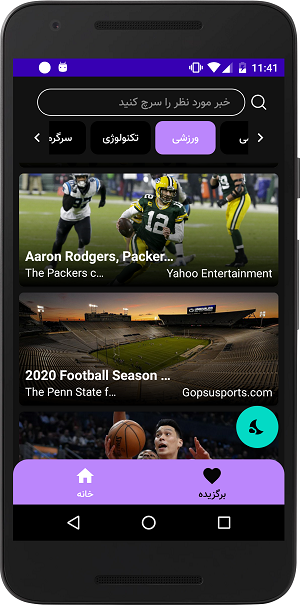 11:41
خبر مورد نظر را سرچ کنید
ورزشی
تکنولوژی
سرگرم
Aaron Rodgers, Packer...
The Packers c...
Yahoo Entertainment
2020 Football Season ...
The Penn State f...
Gopsusports.com
برگزیده
خانه